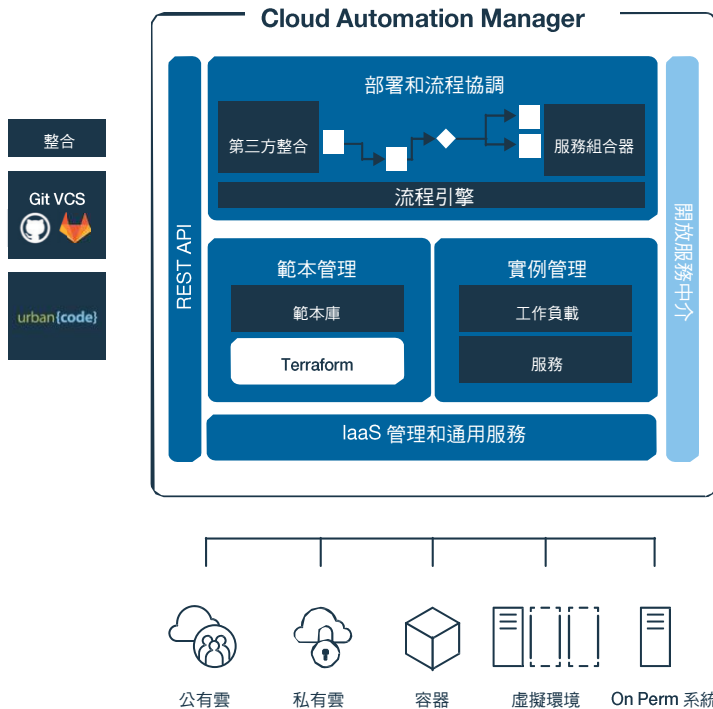 Cloud Automation Manager
整合
Git VCS
urban{code}
REST API
部署和流程協調
第三方整合
服務組合器
流程引擎
範本管理
範本庫
Terraform
實例管理
工作負載
服務
IaaS 管理和通用服務
開放服務中介
公有雲
私有雲
容器
虛擬環境
On Perm 系統